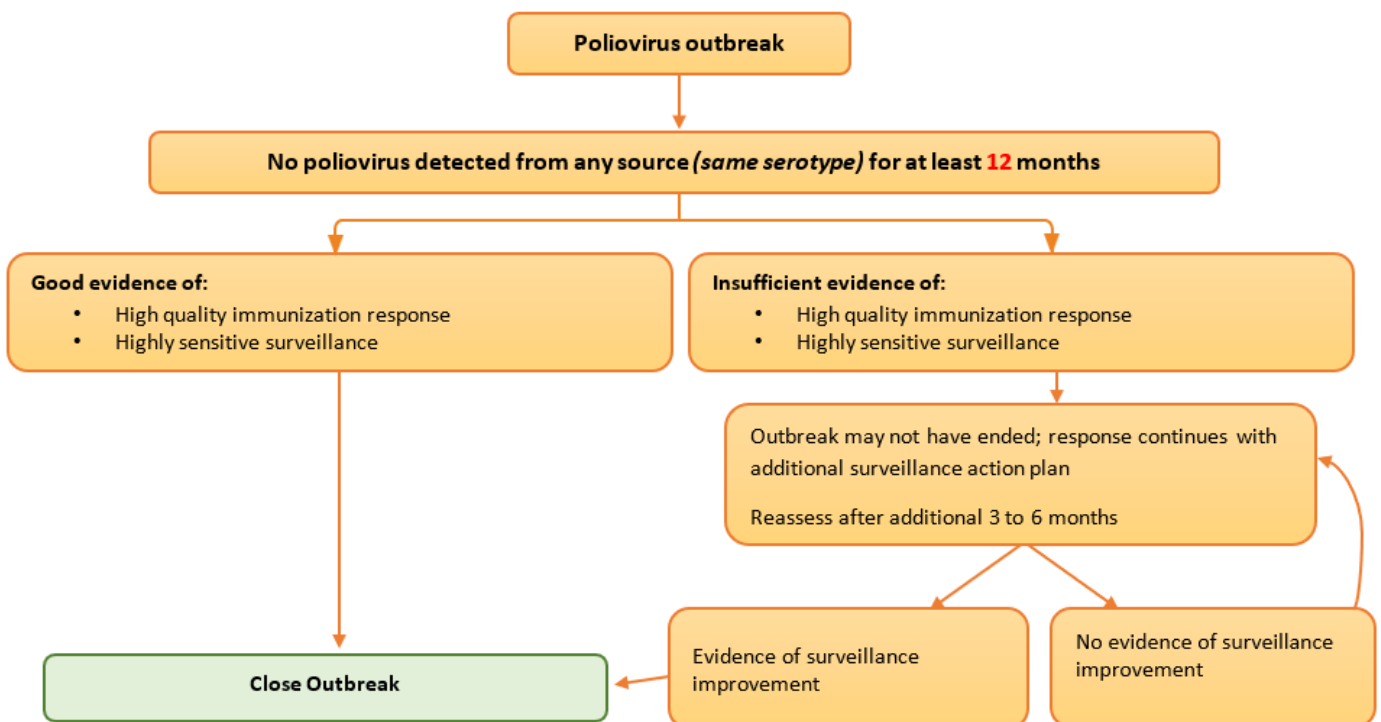 Poliovirus outbreak
No poliovirus detected from any source (same serotype) for at least 12 months
Good evidence of:
• High quality immunization response
• Highly sensitive surveillance
Insufficient evidence of:
• High quality immunization response
• Highly sensitive surveillance
Outbreak may not have ended; response continues with
additional surveillance action plan
Reassess after additional 3 to 6 months
Evidence of surveillance
improvement
No evidence of surveillance
improvement
Close Outbreak